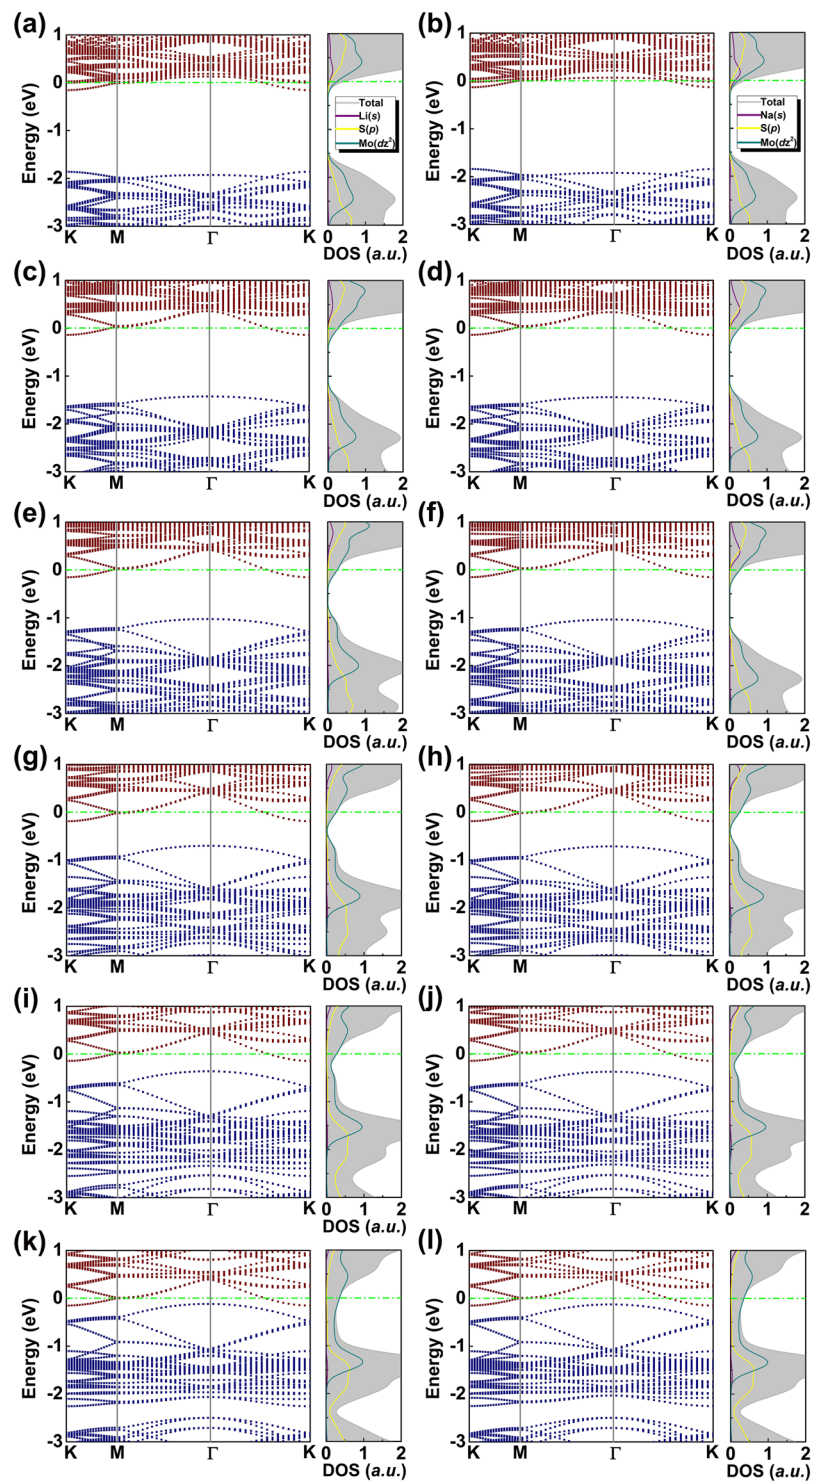 (a) (b)
Energy (eV) 1 0 -1 -2 -3 K M Γ K
Total
Li(s)
S(p)
Mo(dz²)
0 1 2
DOS (a.u.)
Energy (eV) 1 0 -1 -2 -3 K M Γ K
Total
Na(s)
S(p)
Mo(dz²)
0 1 2
DOS (a.u.)
(c) (d)
Energy (eV) 1 0 -1 -2 -3 K M Γ K
0 1 2
DOS (a.u.)
Energy (eV) 1 0 -1 -2 -3 K M Γ K
0 1 2
DOS (a.u.)
(e) (f)
Energy (eV) 1 0 -1 -2 -3 K M Γ K
0 1 2
DOS (a.u.)
Energy (eV) 1 0 -1 -2 -3 K M Γ K
0 1 2
DOS (a.u.)
(g) (h)
Energy (eV) 1 0 -1 -2 -3 K M Γ K
0 1 2
DOS (a.u.)
Energy (eV) 1 0 -1 -2 -3 K M Γ K
0 1 2
DOS (a.u.)
(i) (j)
Energy (eV) 1 0 -1 -2 -3 K M Γ K
0 1 2
DOS (a.u.)
Energy (eV) 1 0 -1 -2 -3 K M Γ K
0 1 2
DOS (a.u.)
(k) (l)
Energy (eV) 1 0 -1 -2 -3 K M Γ K
0 1 2
DOS (a.u.)
Energy (eV) 1 0 -1 -2 -3 K M Γ K
0 1 2
DOS (a.u.)